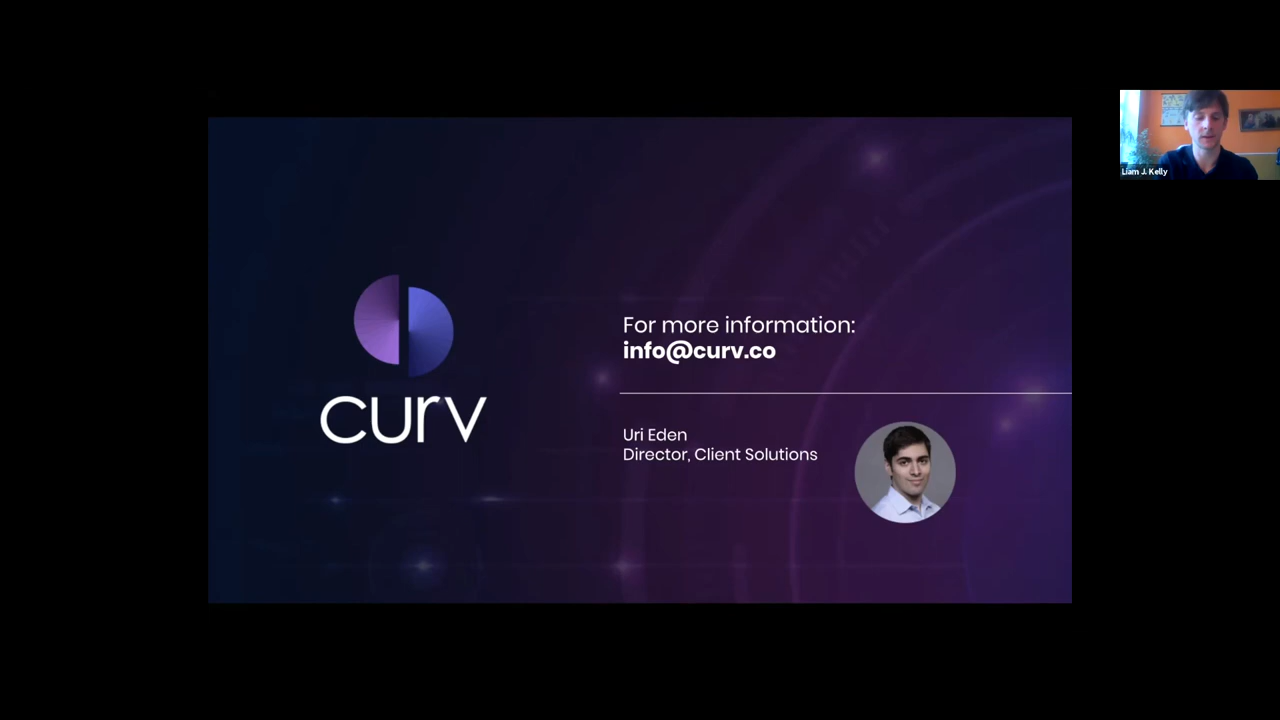 Liam J. Kelly
curv
For more information:
info@curv.co
Uri Eden
Director, Client Solutions